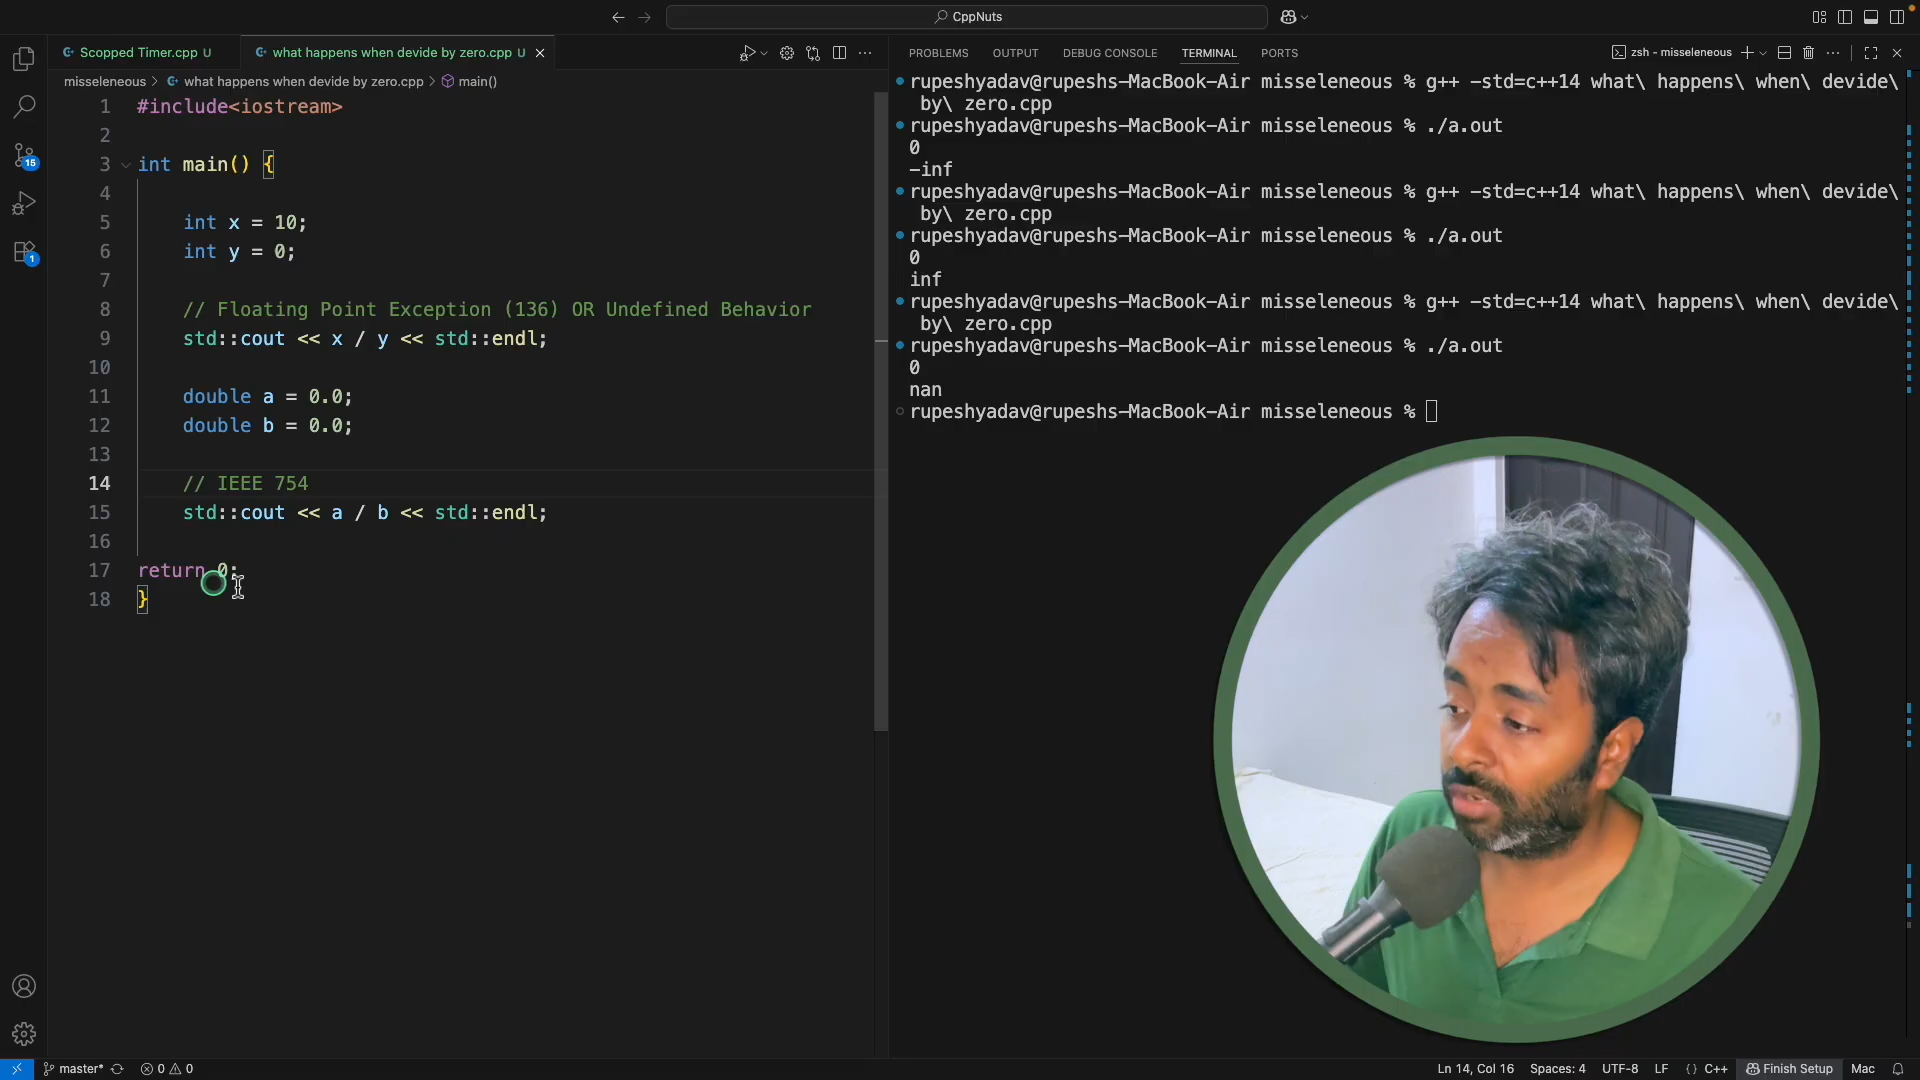 CppNuts
Scopped Timer.cpp U
what happens when devide by zero.cpp U
misseleneous > what happens when devide by zero.cpp > main()
1 #include<iostream>
2
3 int main() {
4
5 int x = 10;
6 int y = 0;
7
8 // Floating Point Exception (136) OR Undefined Behavior
9 std::cout << x / y << std::endl;
10
11 double a = 0.0;
12 double b = 0.0;
13
14 // IEEE 754
15 std::cout << a / b << std::endl;
16
17 return 0;
18 }
PROBLEMS OUTPUT DEBUG CONSOLE TERMINAL PORTS
zsh - misseleneous
rupeshyadav@rupeshs-MacBook-Air misseleneous % g++ -std=c++14 what\ happens\ when\ devide\
by\ zero.cpp
rupeshyadav@rupeshs-MacBook-Air misseleneous % ./a.out
0
-inf
rupeshyadav@rupeshs-MacBook-Air misseleneous % g++ -std=c++14 what\ happens\ when\ devide\
by\ zero.cpp
rupeshyadav@rupeshs-MacBook-Air misseleneous % ./a.out
0
inf
rupeshyadav@rupeshs-MacBook-Air misseleneous % g++ -std=c++14 what\ happens\ when\ devide\
by\ zero.cpp
rupeshyadav@rupeshs-MacBook-Air misseleneous % ./a.out
0
nan
rupeshyadav@rupeshs-MacBook-Air misseleneous %
15
1
master* 0 0
Ln 14, Col 16 Spaces: 4 UTF-8 LF {} C++ Finish Setup Mac